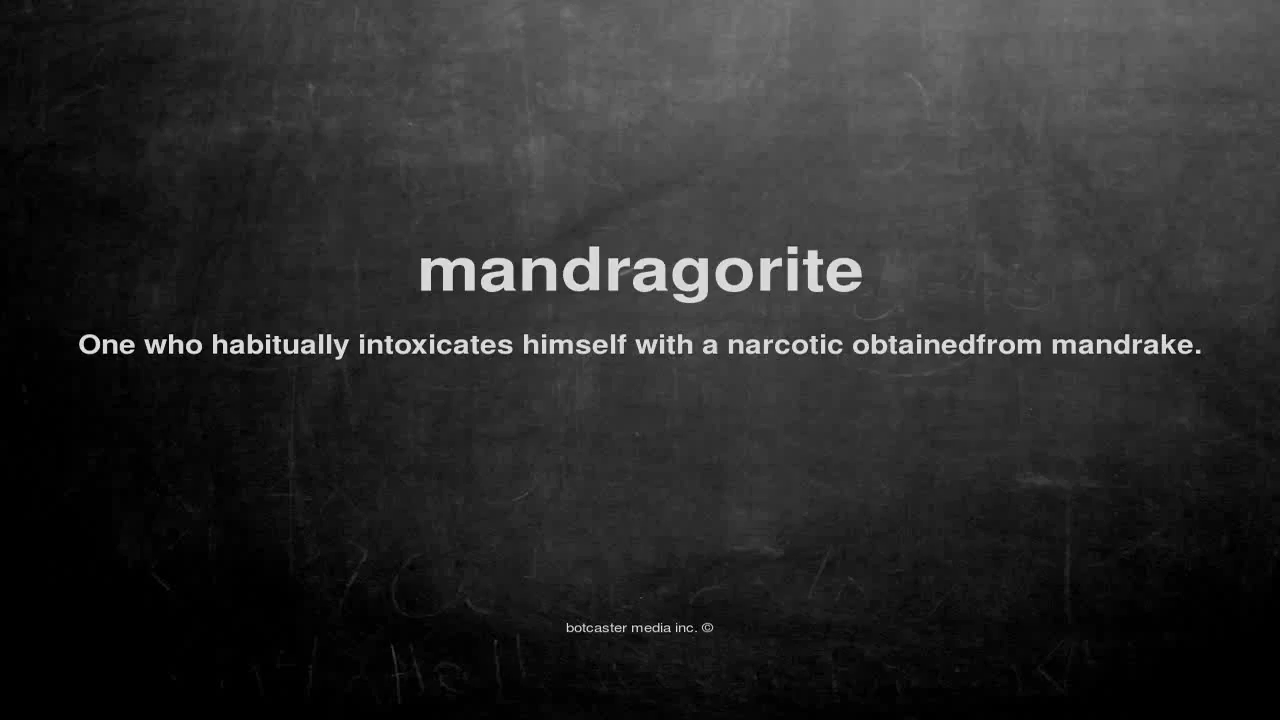 mandragorite
One who habitually intoxicates himself with a narcotic obtainedfrom mandrake.
botcaster media inc. ©